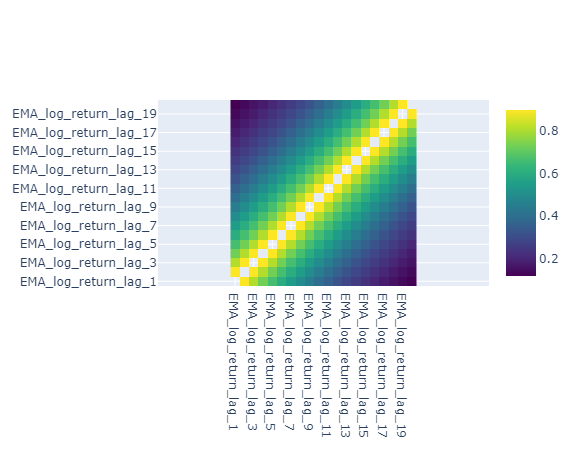 EMA_log_return_lag_19
EMA_log_return_lag_17
EMA_log_return_lag_15
EMA_log_return_lag_13
EMA_log_return_lag_11
EMA_log_return_lag_9
EMA_log_return_lag_7
EMA_log_return_lag_5
EMA_log_return_lag_3
EMA_log_return_lag_1
0.8
0.6
0.4
0.2
EMA_log_return_lag_1
EMA_log_return_lag_3
EMA_log_return_lag_5
EMA_log_return_lag_7
EMA_log_return_lag_9
EMA_log_return_lag_11
EMA_log_return_lag_13
EMA_log_return_lag_15
EMA_log_return_lag_17
EMA_log_return_lag_19